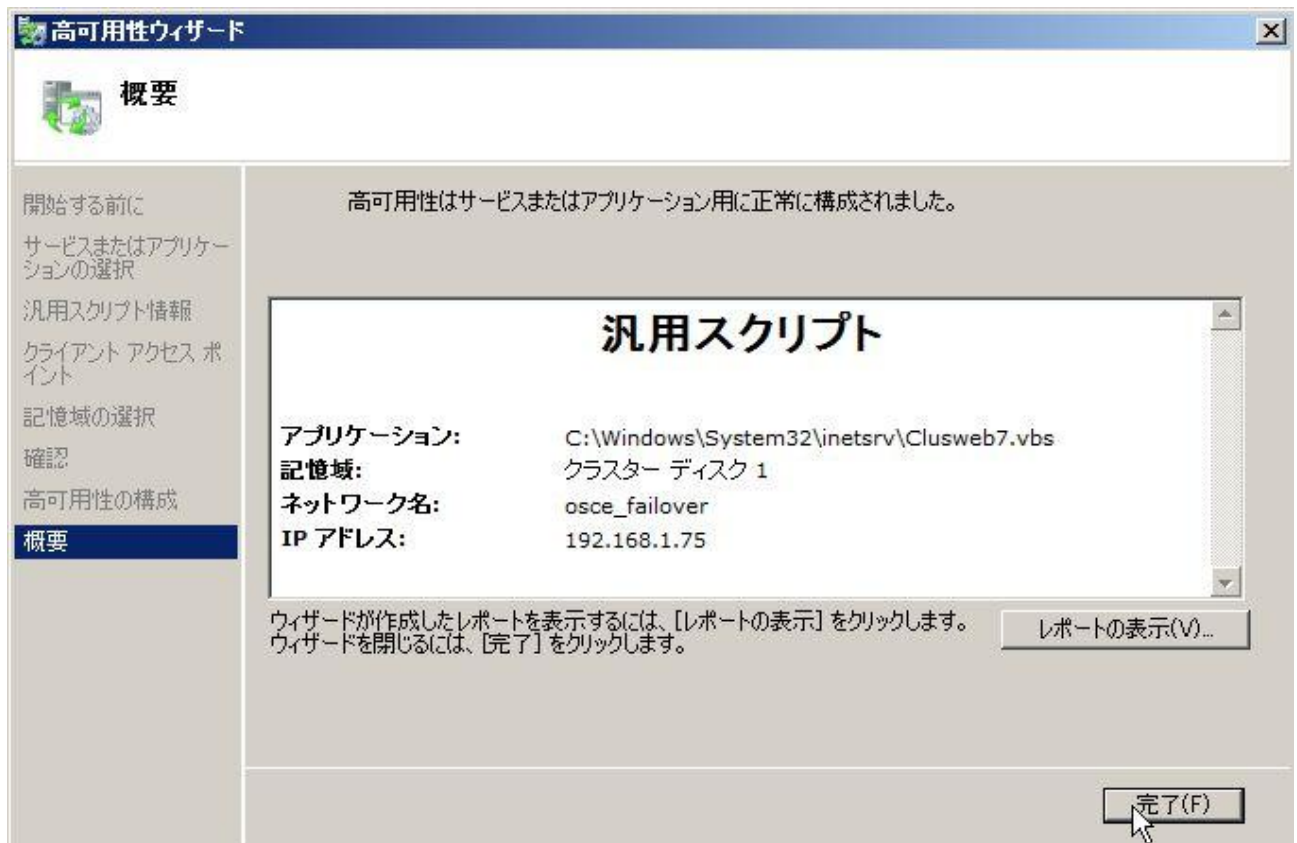 高可用性ウィザード
概要
開始する前に
サービスまたはアプリケー
ションの選択
汎用スクリプト情報
クライアント アクセス ポ
イント
記憶域の選択
確認
高可用性の構成
概要
高可用性はサービスまたはアプリケーション用に正常に構成されました。
汎用スクリプト
アプリケーション: C:\Windows\System32\inetsrv\Clusweb7.vbs
記憶域: クラスター ディスク 1
ネットワーク名: osce_failover
IP アドレス: 192.168.1.75
ウィザードが作成したレポートを表示するには、[レポートの表示] をクリックします。
ウィザードを閉じるには、[完了] をクリックします。
レポートの表示(V)...
完了(F)